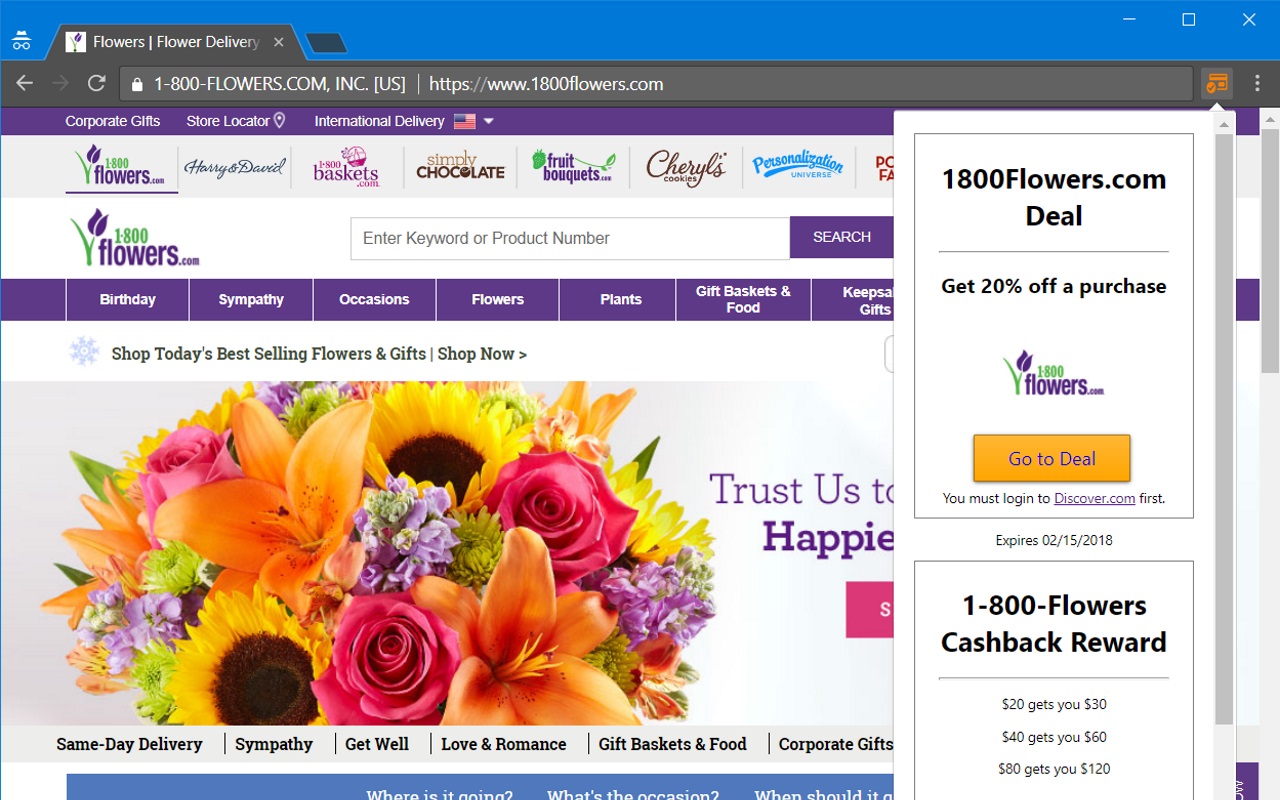 Flowers | Flower Delivery
1-800-FLOWERS.COM, INC. [US] https://www.1800flowers.com
Corporate GIfts Store Locator International Delivery
1·800 flowers.com Harry&David 1·800 baskets.com simply CHOCOLATE fruit bouquets.com Cheryl's COOKIES Personalization UNIVERSE
1·800
flowers.com
Enter Keyword or Product Number SEARCH
Birthday Sympathy Occasions Flowers Plants Gift Baskets & Food Keepsa Gifts
Shop Today's Best Selling Flowers & Gifts | Shop Now >
Trust Us to
Happie
S
Same-Day Delivery Sympathy Get Well Love & Romance Gift Baskets & Food Corporate Gifts
Where is it going? What's the occasion? When should it g
1800Flowers.com
Deal
Get 20% off a purchase
1·800
flowers.com
Go to Deal
You must login to Discover.com first.
Expires 02/15/2018
1-800-Flowers
Cashback Reward
$20 gets you $30
$40 gets you $60
$80 gets you $120